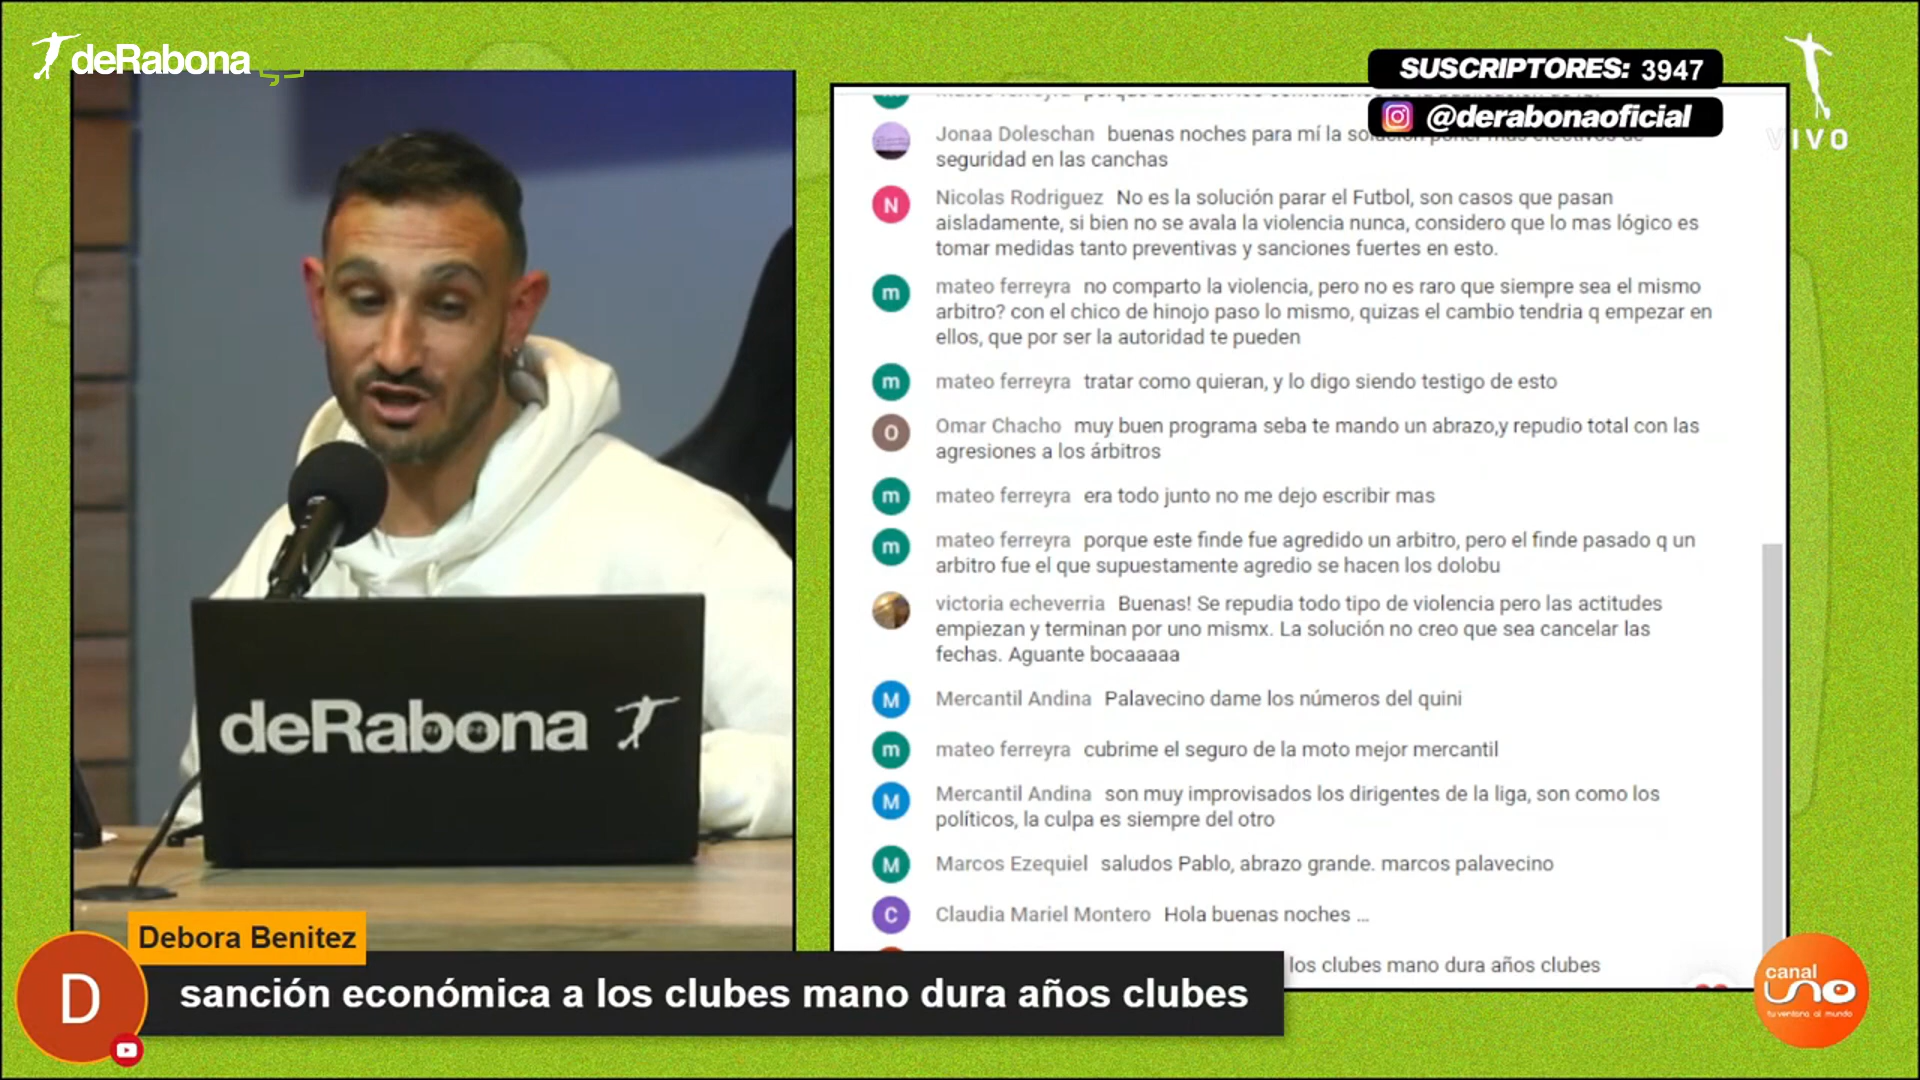 deRabona
SUSCRIPTORES: 3947
@derabonaoficial
VIVO
Jonaa Doleschan buenas noches para mí la solución poner más efectivos de
seguridad en las canchas
Nicolas Rodriguez No es la solución parar el Futbol, son casos que pasan
aisladamente, si bien no se avala la violencia nunca, considero que lo mas lógico es
tomar medidas tanto preventivas y sanciones fuertes en esto.
mateo ferreyra no comparto la violencia, pero no es raro que siempre sea el mismo
arbitro? con el chico de hinojo paso lo mismo, quizas el cambio tendria q empezar en
ellos, que por ser la autoridad te pueden
mateo ferreyra tratar como quieran, y lo digo siendo testigo de esto
Omar Chacho muy buen programa seba te mando un abrazo,y repudio total con las
agresiones a los árbitros
mateo ferreyra era todo junto no me dejo escribir mas
mateo ferreyra porque este finde fue agredido un arbitro, pero el finde pasado q un
arbitro fue el que supuestamente agredio se hacen los dolobu
victoria echeverria Buenas! Se repudia todo tipo de violencia pero las actitudes
empiezan y terminan por uno mismx. La solución no creo que sea cancelar las
fechas. Aguante bocaaaaa
Mercantil Andina Palavecino dame los números del quini
mateo ferreyra cubrime el seguro de la moto mejor mercantil
Mercantil Andina son muy improvisados los dirigentes de la liga, son como los
políticos, la culpa es siempre del otro
Marcos Ezequiel saludos Pablo, abrazo grande. marcos palavecino
Claudia Mariel Montero Hola buenas noches ...
los clubes mano dura años clubes
N
m
m
O
m
m
M
m
M
M
C
deRabona
Debora Benitez
D
sanción económica a los clubes mano dura años clubes
canal
uno
tu ventana al mundo